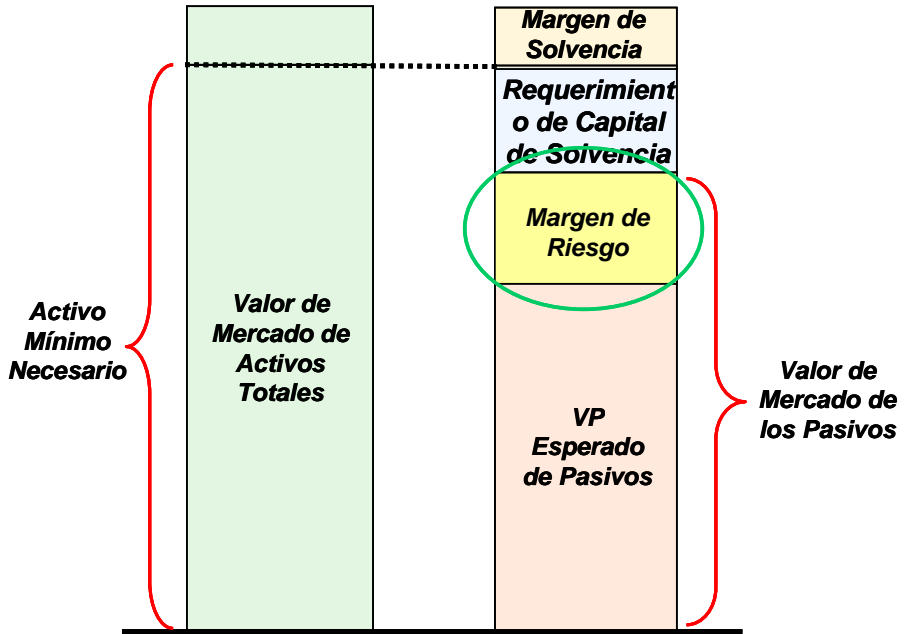 Margen de
Solvencia
Requerimient
o de Capital
de Solvencia
Margen de
Riesgo
Activo
Mínimo
Necesario
Valor de
Mercado de
Activos
Totales
VP
Esperado
de Pasivos
Valor de
Mercado de
los Pasivos